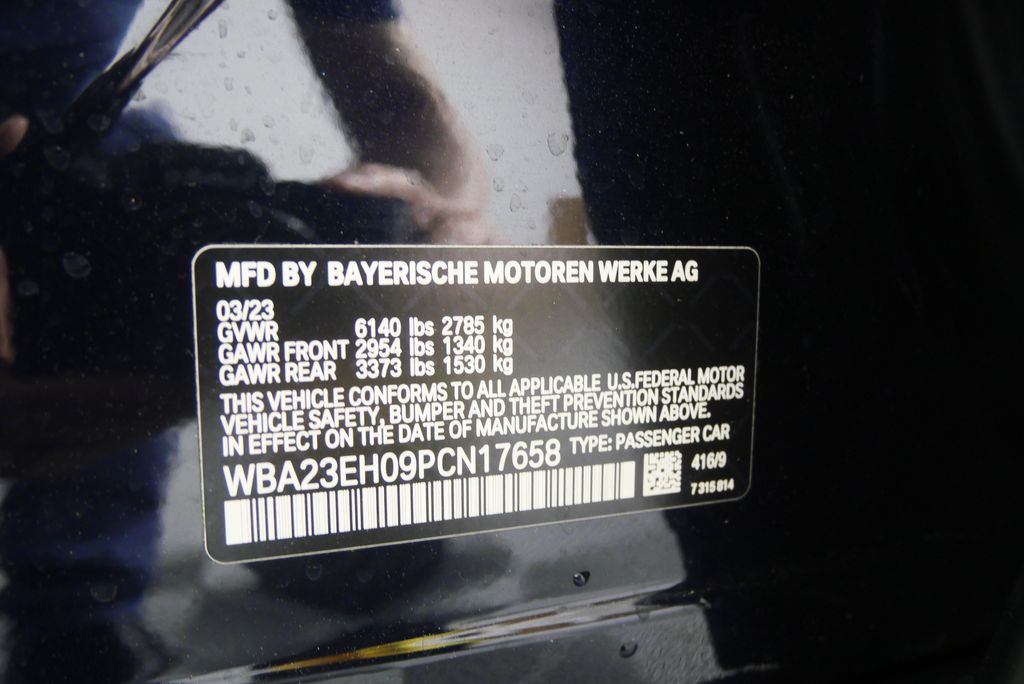 MFD BY BAYERISCHE MOTOREN WERKE AG
03/23
GVWR 6140 lbs 2785 kg
GAWR FRONT 2954 lbs 1340 kg
GAWR REAR 3373 lbs 1530 kg
THIS VEHICLE CONFORMS TO ALL APPLICABLE U.S.FEDERAL MOTOR
VEHICLE SAFETY, BUMPER AND THEFT PREVENTION STANDARDS
IN EFFECT ON THE DATE OF MANUFACTURE SHOWN ABOVE.
WBA23EH09PCN17658 TYPE: PASSENGER CAR
416/9
7 315 814